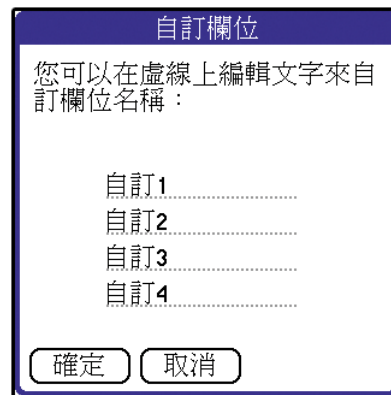 自訂欄位
您可以在虛線上編輯文字來自
訂欄位名稱：
自訂1
自訂2
自訂3
自訂4
確定 取消